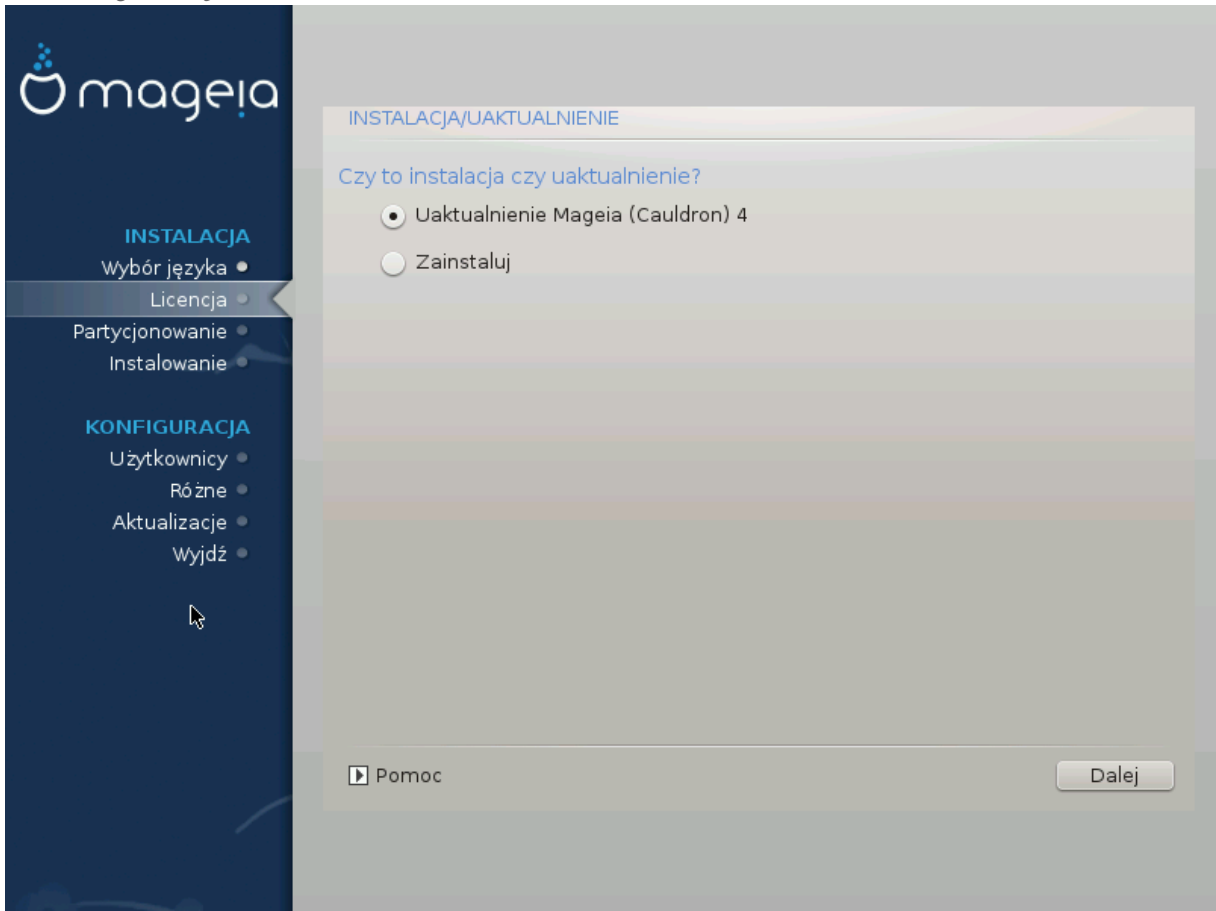 mageia
INSTALACJA
Wybór języka
Licencja
Partycjonowanie
Instalowanie
KONFIGURACJA
Użytkownicy
Różne
Aktualizacje
Wyjdź
INSTALACJA/UAKTUALNIENIE
Czy to instalacja czy uaktualnienie?
Uaktualnienie Mageia (Cauldron) 4
Zainstaluj
Pomoc
Dalej